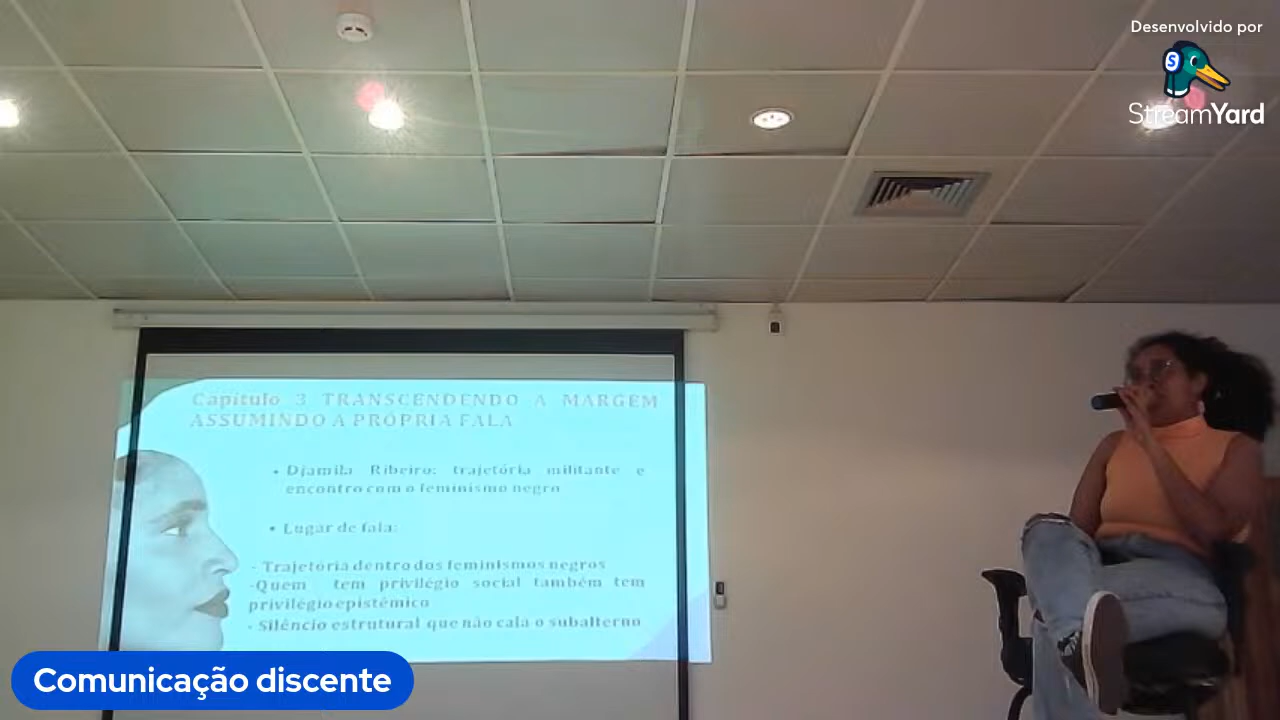 Desenvolvido por
StreamYard
Capítulo 3 TRANSCENDENDO A MARGEM
ASSUMINDO A PRÓPRIA FALA
• Djamila Ribeiro: trajetória militante e
encontro com o feminismo negro
• Lugar de fala:
- Trajetória dentro dos feminismos negros
-Quem tem privilégio social também tem
privilégio epistêmico
- Silêncio estrutural que não cala o subalterno
Comunicação discente